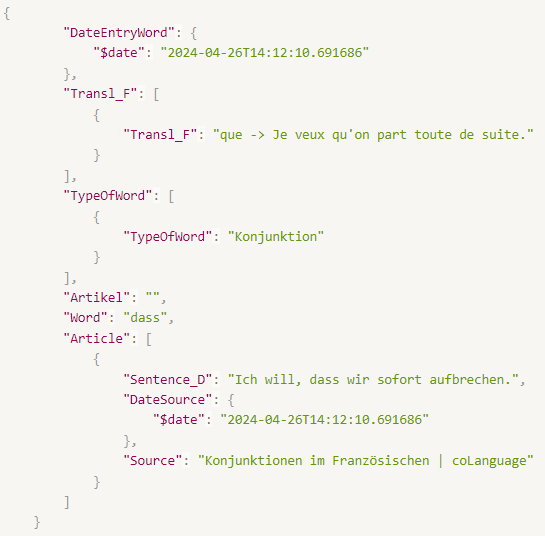 {
"DateEntryWord": {
"$date": "2024-04-26T14:12:10.691686"
},
"Transl_F": [
{
"Transl_F": "que -> Je veux qu'on part toute de suite."
}
],
"TypeOfWord": [
{
"TypeOfWord": "Konjunktion"
}
],
"Artikel": "",
"Word": "dass",
"Article": [
{
"Sentence_D": "Ich will, dass wir sofort aufbrechen.",
"DateSource": {
"$date": "2024-04-26T14:12:10.691686"
},
"Source": "Konjunktionen im Französischen | coLanguage"
}
]
}